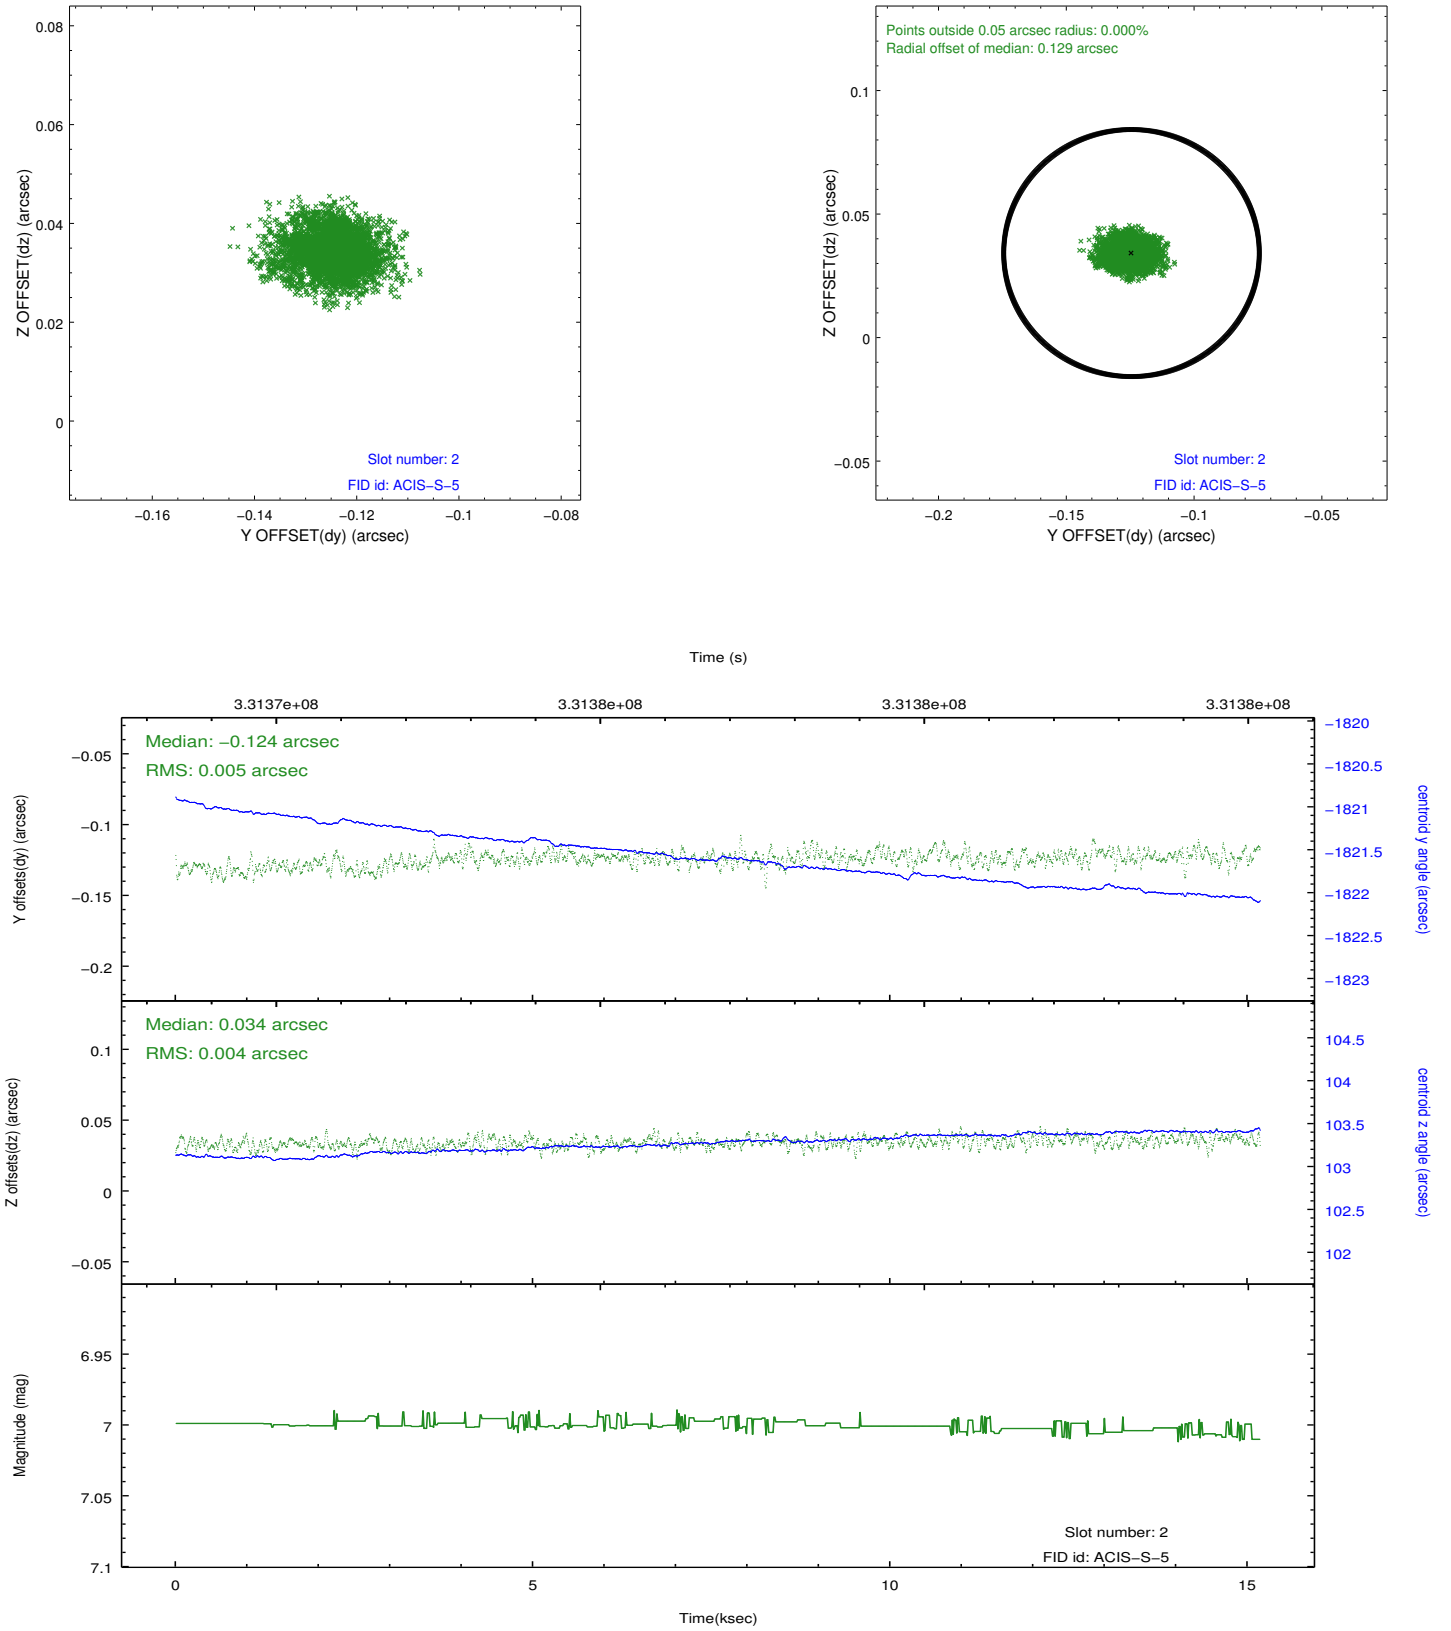 0.08
0.06
0.04
0.02
0
Z OFFSET(dz) (arcsec)
Slot number: 2
FID id: ACIS−S−5
−0.16
−0.14
−0.12
−0.1
−0.08
Y OFFSET(dy) (arcsec)
Points outside 0.05 arcsec radius: 0.000%
Radial offset of median: 0.129 arcsec
0.1
0.05
0
−0.05
Z OFFSET(dz) (arcsec)
Slot number: 2
FID id: ACIS−S−5
−0.2
−0.15
−0.1
−0.05
Y OFFSET(dy) (arcsec)
Time (s)
3.3137e+08
3.3138e+08
3.3138e+08
3.3138e+08
Median: −0.124 arcsec
RMS: 0.005 arcsec
−0.05
−0.1
−0.15
−0.2
Y offsets(dy) (arcsec)
−1820
−1820.5
−1821
−1821.5
−1822
−1822.5
−1823
centroid y angle (arcsec)
Median: 0.034 arcsec
RMS: 0.004 arcsec
0.1
0.05
0
−0.05
Z offsets(dz) (arcsec)
104.5
104
103.5
103
102.5
102
centroid z angle (arcsec)
6.95
7
7.05
7.1
Magnitude (mag)
Slot number: 2
FID id: ACIS−S−5
0
5
10
15
Time(ksec)